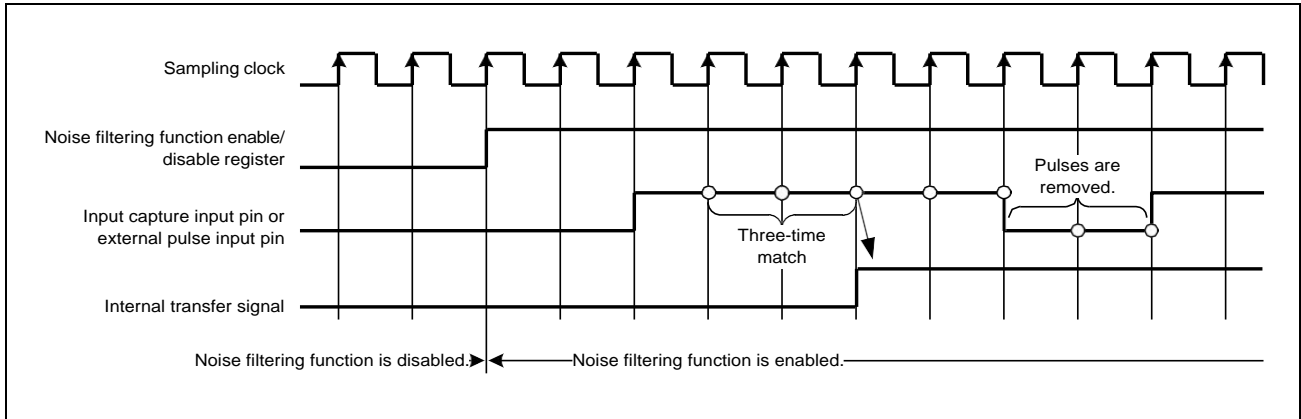 Sampling clock
Noise filtering function enable/
disable register
Pulses are
removed.
Input capture input pin or
external pulse input pin
Three-time
match
Internal transfer signal
Noise filtering function is disabled.
Noise filtering function is enabled.